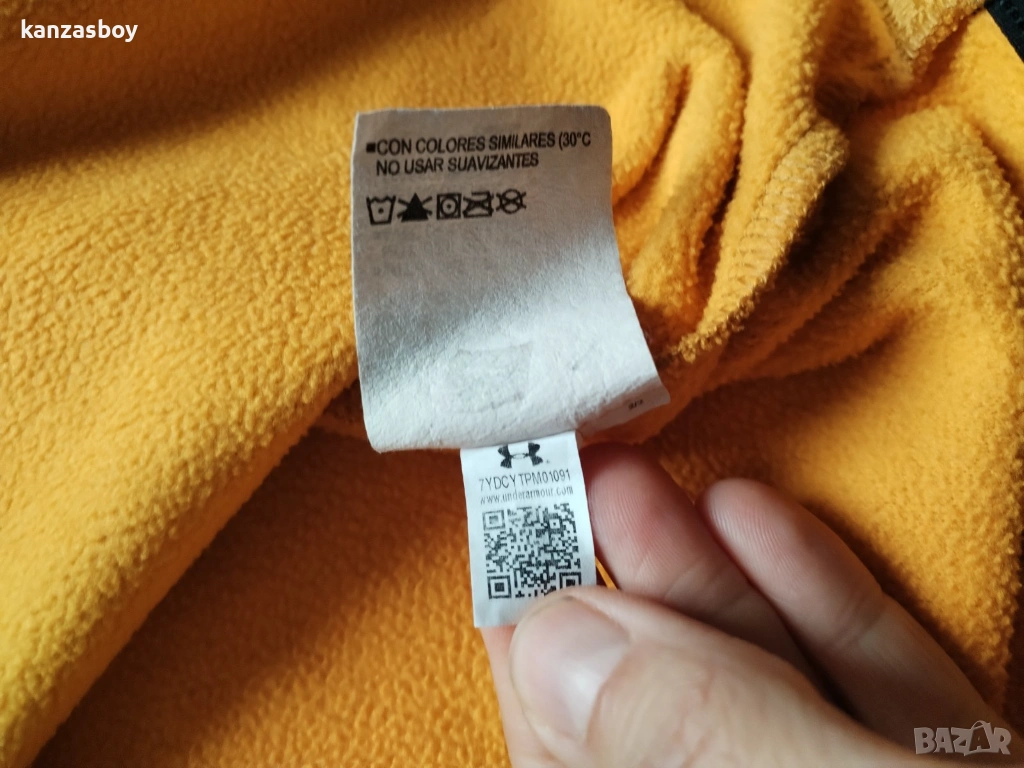 kanzasboy
■CON COLORES SIMILARES (30°C
NO USAR SUAVIZANTES
7YDCYTPM01091
www.underarmour.com
BAZAR